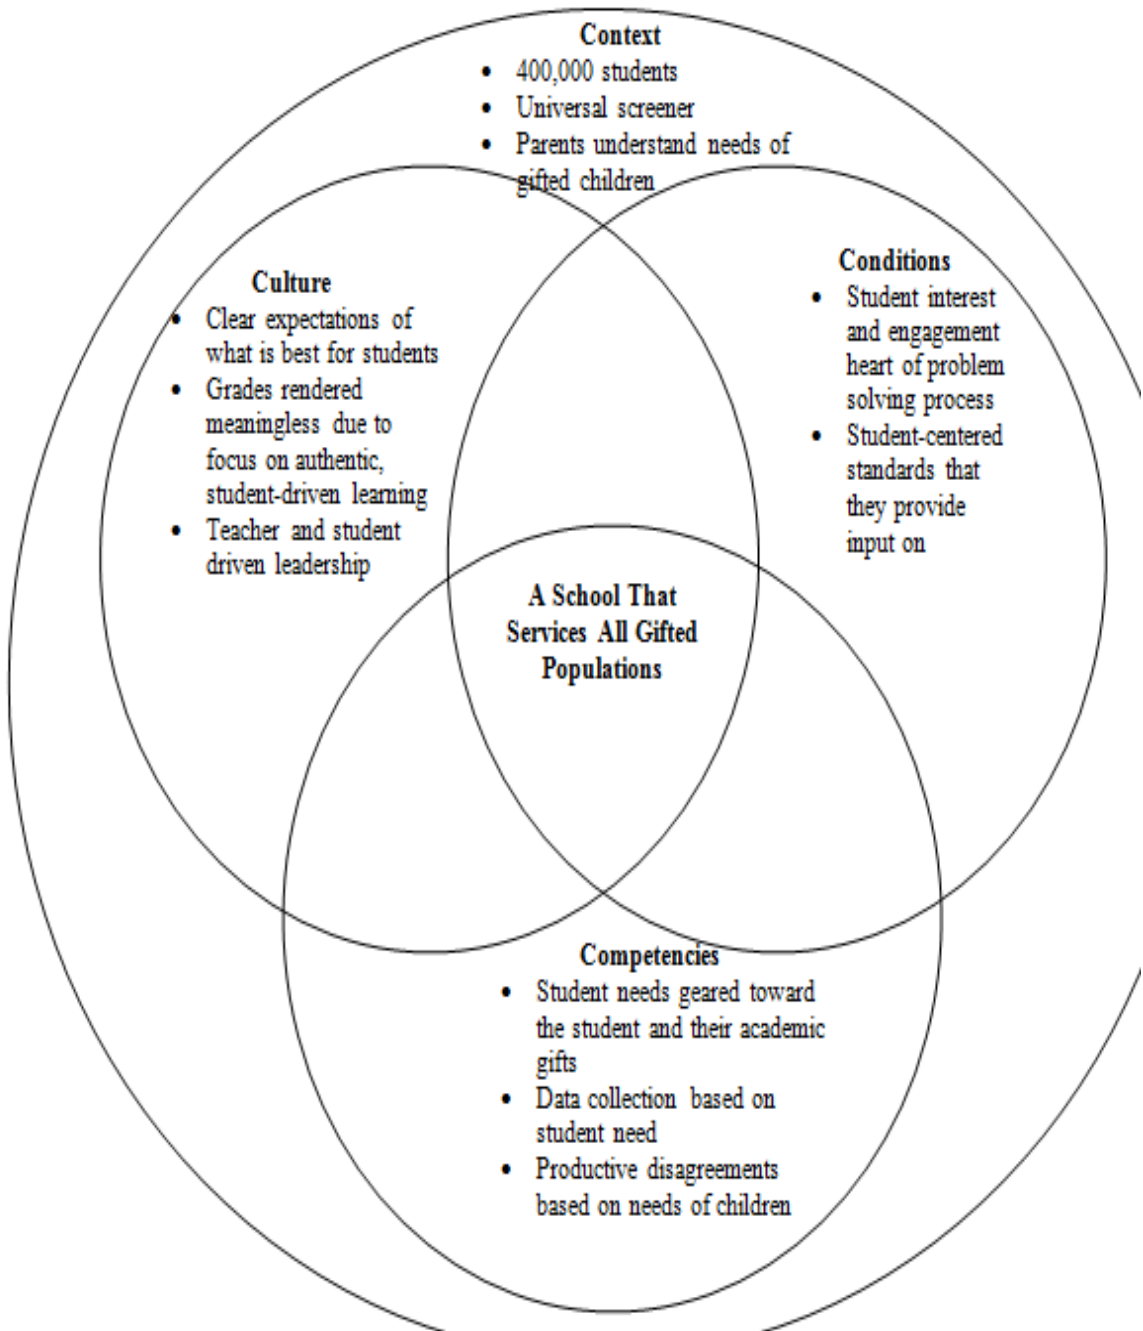 Context
• 400,000 students
• Universal screener
• Parents understand needs of
gifted children
Culture
• Clear expectations of
what is best for students
• Grades rendered
meaningless due to
focus on authentic,
student-driven learning
• Teacher and student
driven leadership
Conditions
• Student interest
and engagement
heart of problem
solving process
• Student-centered
standards that
they provide
input on
A School That
Services All Gifted
Populations
Competencies
• Student needs geared toward
the student and their academic
gifts
• Data collection based on
student need
• Productive disagreements
based on needs of children